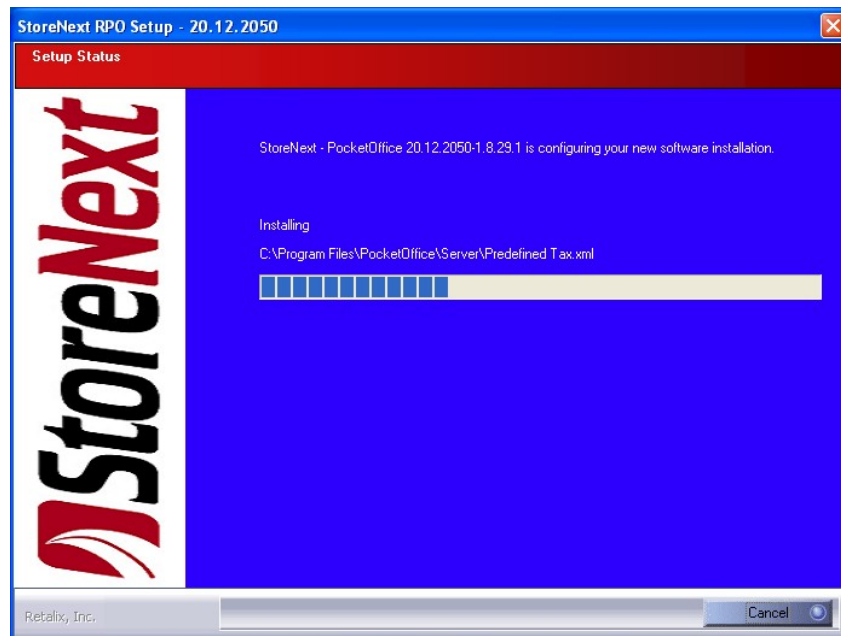 StoreNext RPO Setup - 20.12.2050
Setup Status
StoreNext
StoreNext - PocketOffice 20.12.2050-1.8.29.1 is configuring your new software installation.
Installing
C:\Program Files\PocketOffice\Server\Predefined Tax.xml
Retalix, Inc.
Cancel